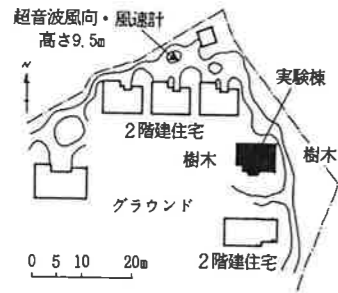 超音波風向・風速計
高さ9.5m
N
実験棟
2階建住宅
樹木
樹木
グラウンド
2階建住宅
0 5 10 20m